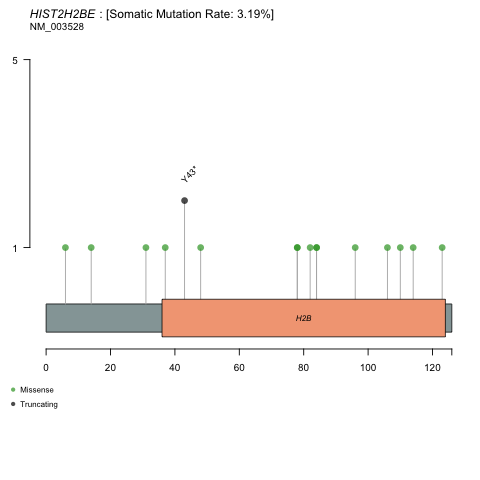 HIST2H2BE : [Somatic Mutation Rate: 3.19%]
NM_003528
5
Y43*
1
H2B
0 20 40 60 80 100 120
Missense
Truncating